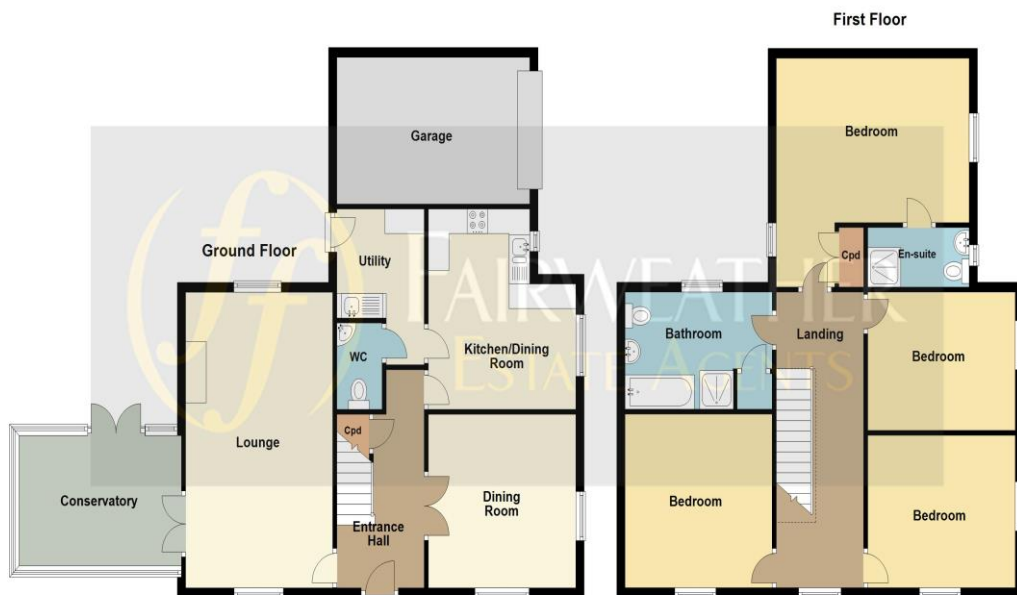 First Floor
Garage
Bedroom
Ground Floor
Utility
Cpd
En-suite
FAIRWEATHER
ESTATE AGENTS
WC
Kitchen/Dining
Room
Bathroom
Landing
Bedroom
Cpd
Lounge
Conservatory
Dining
Room
Entrance
Hall
Bedroom
Bedroom